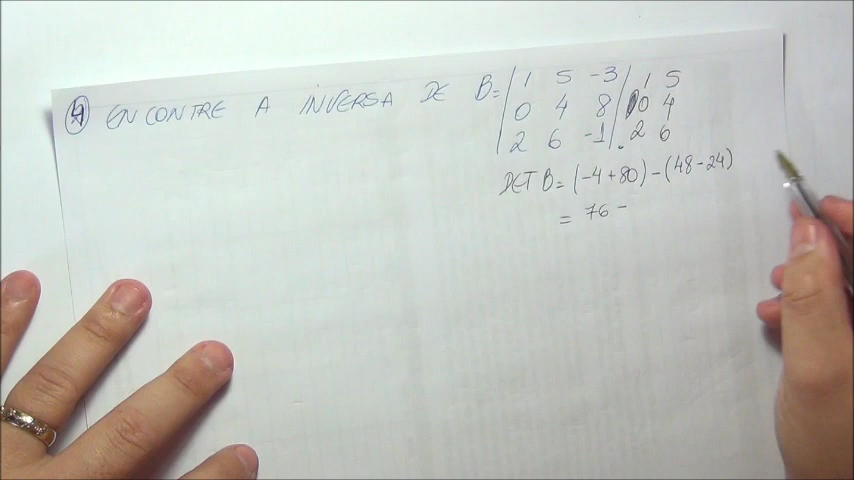 4) ENCONTRE A INVERSA DE B= | 1 5 -3 | 1 5
0 4 8 | 0 4
2 6 -1 | 2 6
DET B= (-4+80)-(48-24)
= 76 -